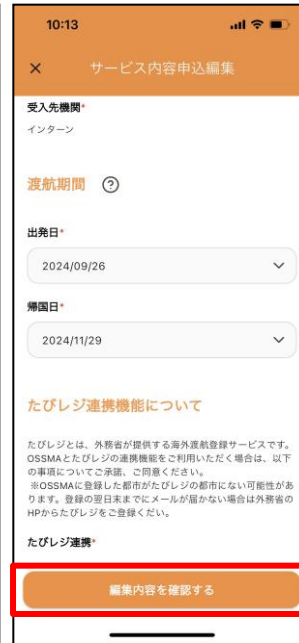 10:13
× サービス内容申込編集
受入先機関*
インターン
渡航期間 ?
出発日*
2024/09/26
帰国日*
2024/11/29
たびレジ連携機能について
たびレジとは、外務省が提供する海外渡航登録サービスです。
OSSMAとたびレジの連携機能をご利用いただく場合は、以下
の事項についてご承諾、ご同意ください。
※OSSMAに登録した都市がたびレジの都市にない可能性があ
ります。登録の翌日末までにメールが届かない場合は外務省の
HPからたびレジをご登録くだい。
たびレジ連携*
編集内容を確認する